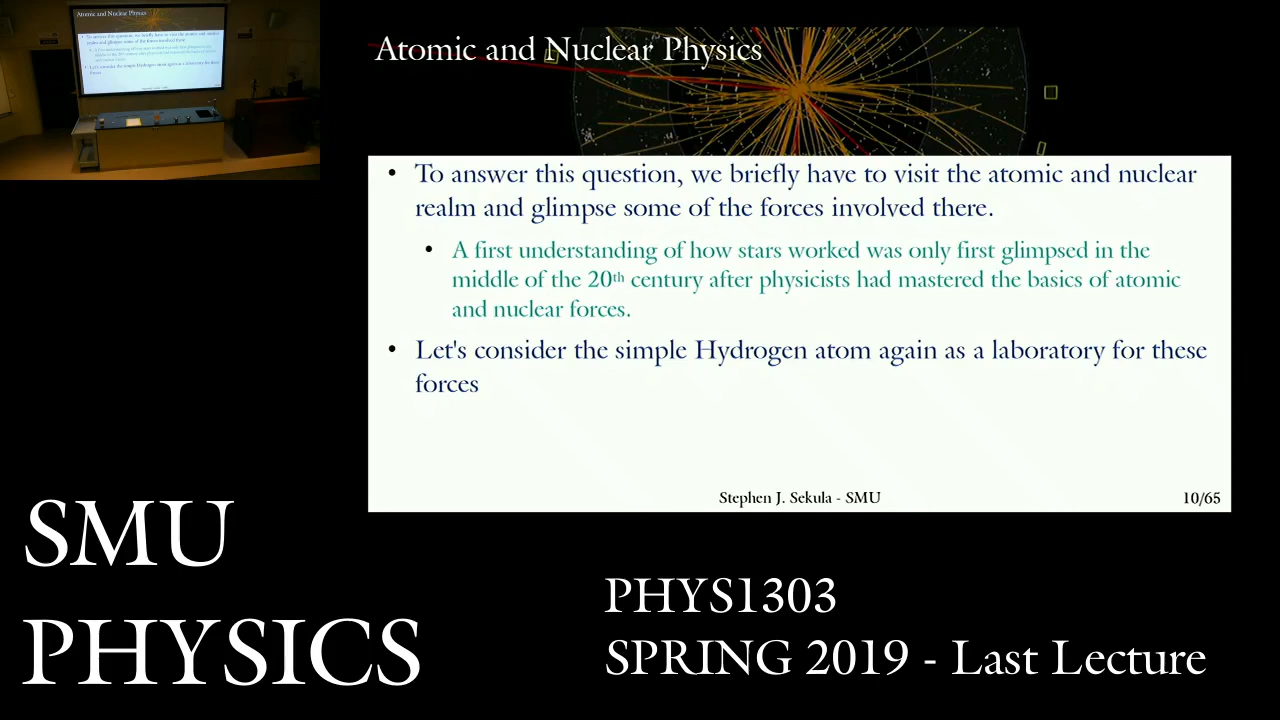 Atomic and Nuclear Physics
Atomic and Nuclear Physics
• To answer this question, we briefly have to visit the atomic and nuclear
realm and glimpse some of the forces involved there.
• A first understanding of how stars worked was only first glimpsed in the
middle of the 20th century after physicists had mastered the basics of atomic
and nuclear forces.
• Let's consider the simple Hydrogen atom again as a laboratory for these
forces
Stephen J. Sekula - SMU
10/65
SMU
PHYSICS
PHYS1303
SPRING 2019 - Last Lecture